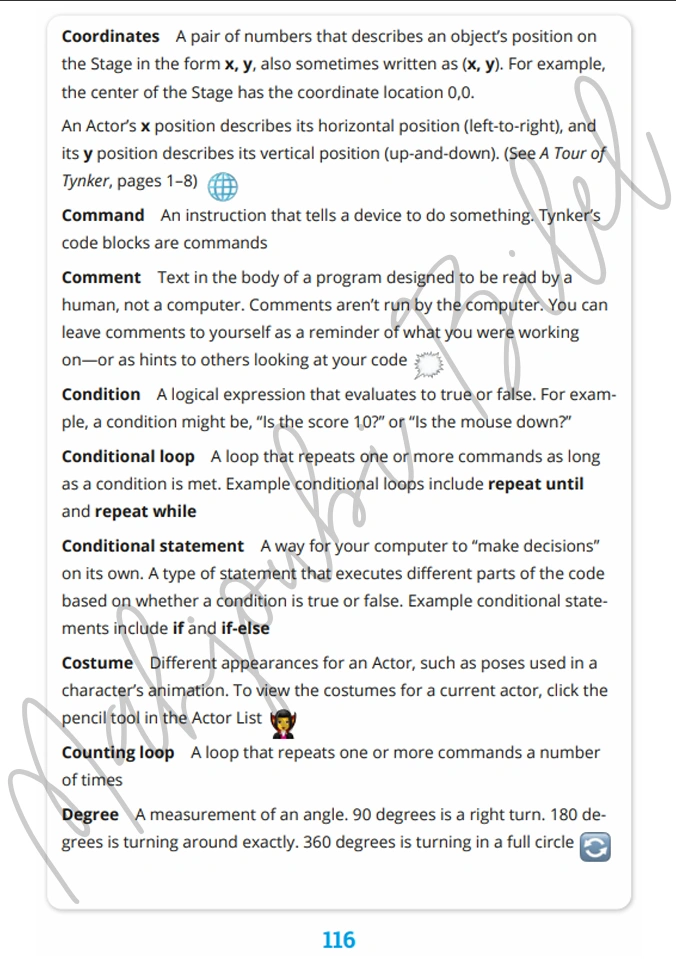 Coordinates A pair of numbers that describes an object’s position on
the Stage in the form x, y, also sometimes written as (x, y). For example,
the center of the Stage has the coordinate location 0,0.
An Actor’s x position describes its horizontal position (left-to-right), and
its y position describes its vertical position (up-and-down). (See A Tour of
Tynker, pages 1–8)
Command An instruction that tells a device to do something. Tynker’s
code blocks are commands
Comment Text in the body of a program designed to be read by a
human, not a computer. Comments aren’t run by the computer. You can
leave comments to yourself as a reminder of what you were working
on—or as hints to others looking at your code
Condition A logical expression that evaluates to true or false. For exam-
ple, a condition might be, “Is the score 10?” or “Is the mouse down?”
Conditional loop A loop that repeats one or more commands as long
as a condition is met. Example conditional loops include repeat until
and repeat while
Conditional statement A way for your computer to “make decisions”
on its own. A type of statement that executes different parts of the code
based on whether a condition is true or false. Example conditional state-
ments include if and if-else
Costume Different appearances for an Actor, such as poses used in a
character’s animation. To view the costumes for a current actor, click the
pencil tool in the Actor List
Counting loop A loop that repeats one or more commands a number
of times
Degree A measurement of an angle. 90 degrees is a right turn. 180 de-
grees is turning around exactly. 360 degrees is turning in a full circle
116